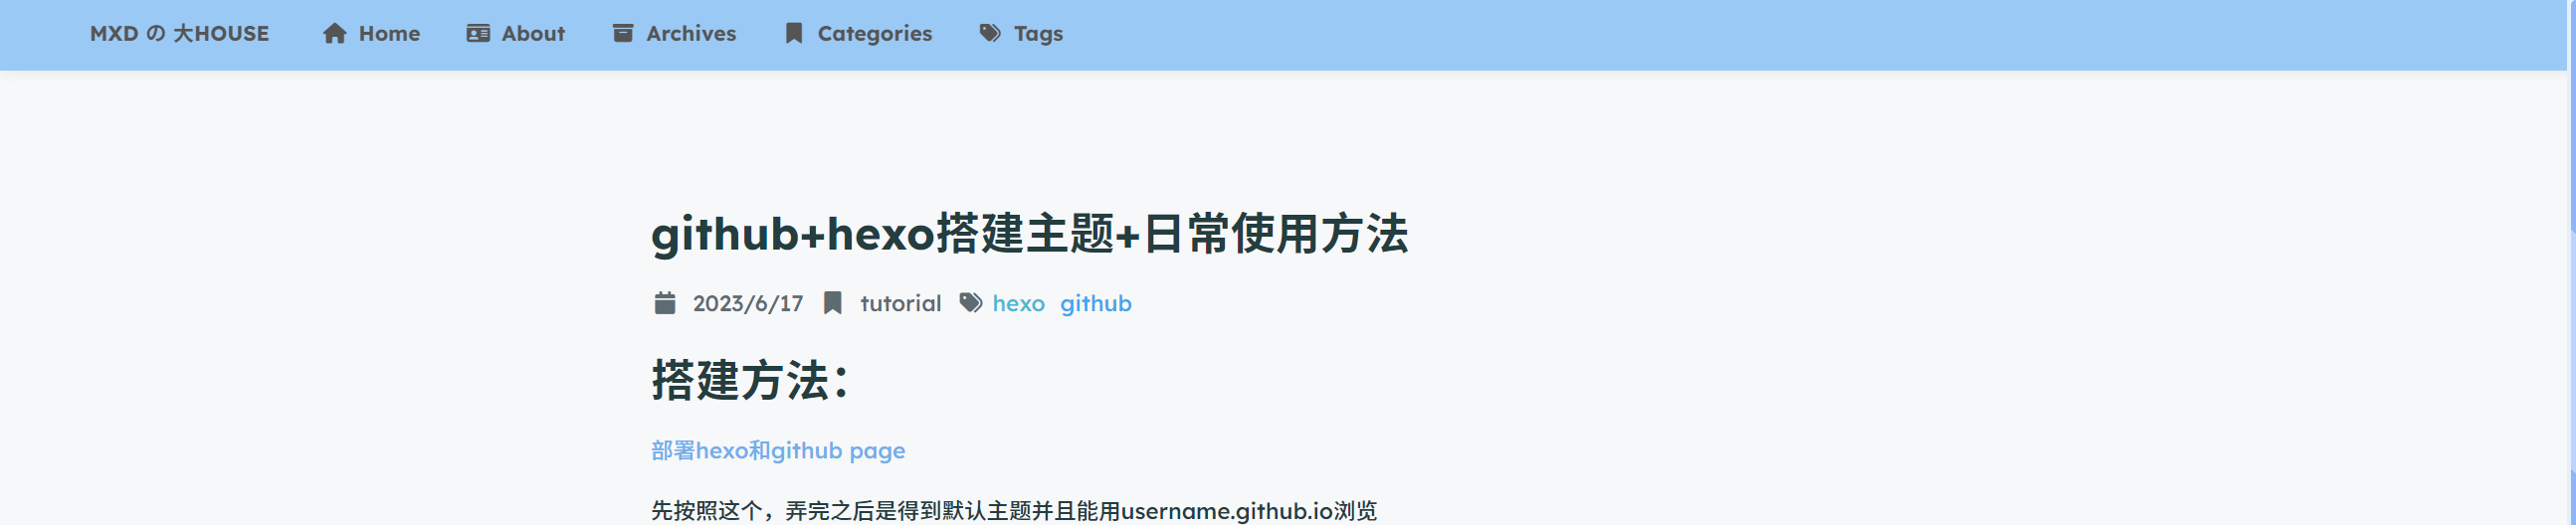 MXD の 大HOUSE Home About Archives Categories Tags
github+hexo搭建主题+日常使用方法
2023/6/17 tutorial hexo github
搭建方法：
部署hexo和github page
先按照这个，弄完之后是得到默认主题并且能用username.github.io浏览